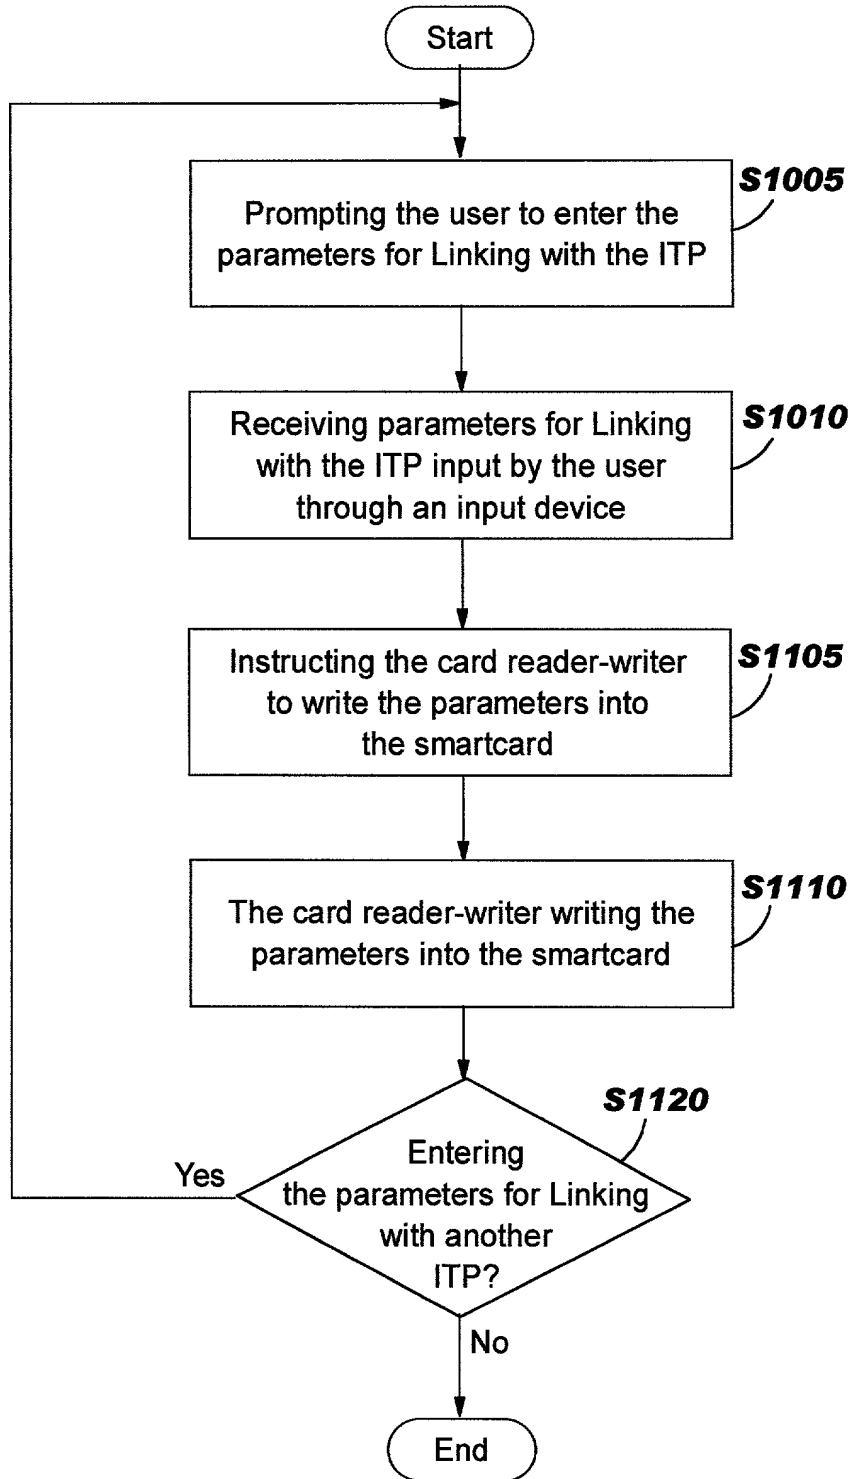 Start
S1005
Prompting the user to enter the
parameters for Linking with the ITP
S1010
Receiving parameters for Linking
with the ITP input by the user
through an input device
S1105
Instructing the card reader-writer
to write the parameters into
the smartcard
S1110
The card reader-writer writing the
parameters into the smartcard
S1120
Entering
the parameters for Linking
with another
ITP?
Yes
No
End